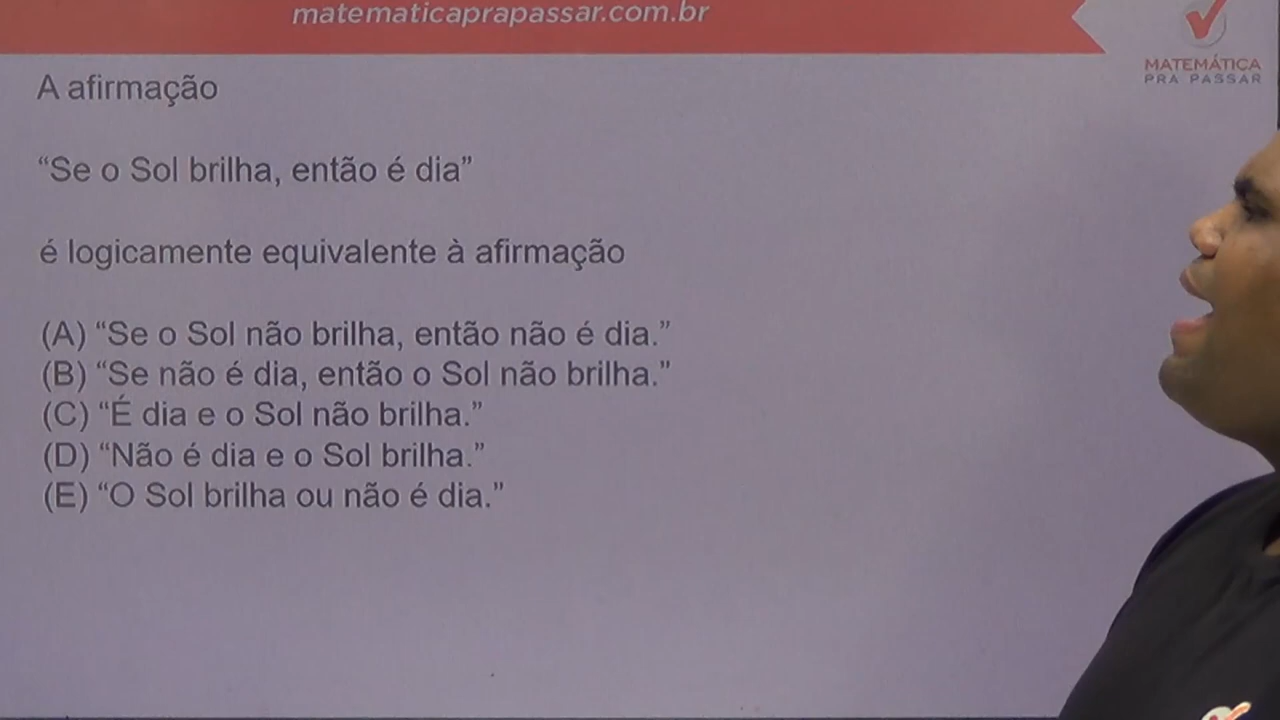 matematicaprapassar.com.br
MATEMÁTICA
PRA PASSAR
A afirmação
“Se o Sol brilha, então é dia”
é logicamente equivalente à afirmação
(A) “Se o Sol não brilha, então não é dia.”
(B) “Se não é dia, então o Sol não brilha.”
(C) “É dia e o Sol não brilha.”
(D) “Não é dia e o Sol brilha.”
(E) “O Sol brilha ou não é dia.”